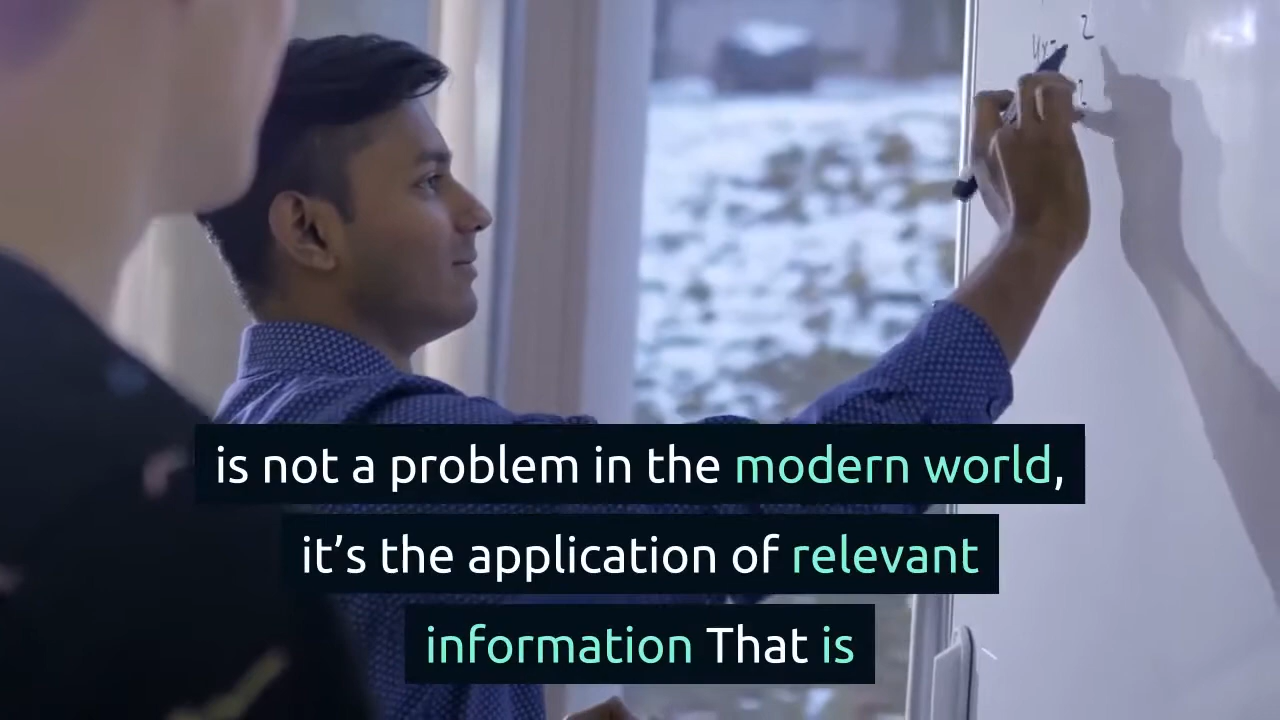 is not a problem in the modern world,
it’s the application of relevant
information That is